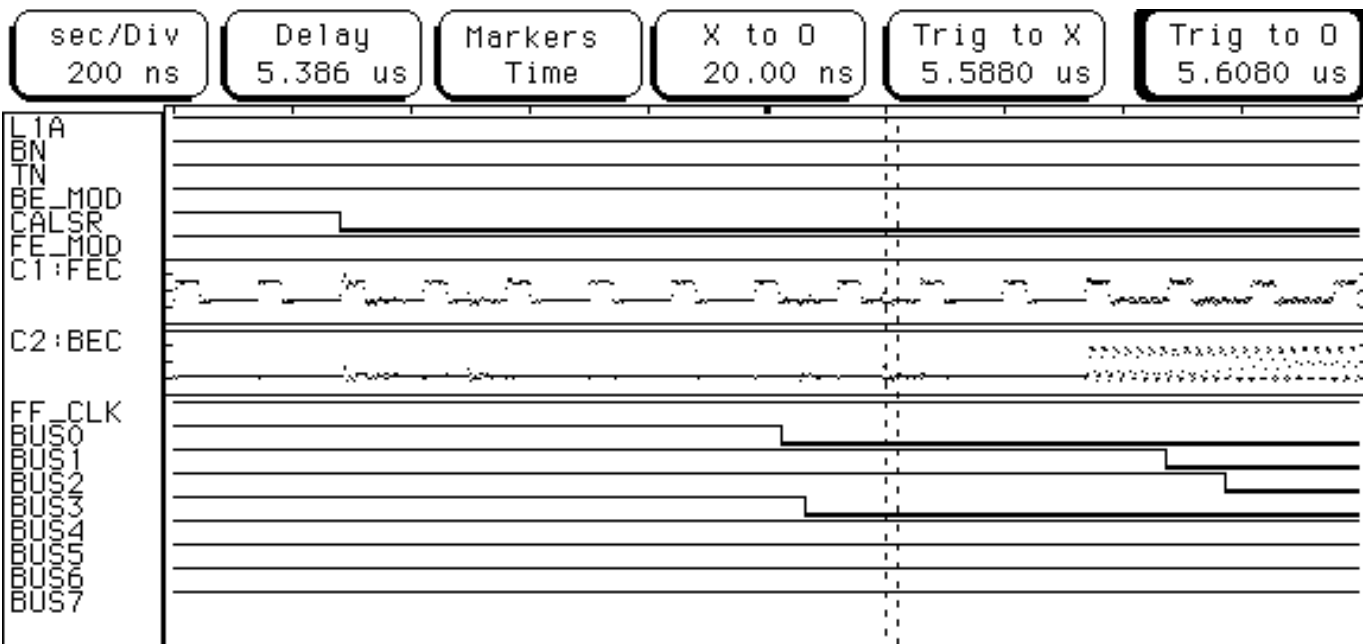 sec/Div Delay Markers X to O Trig to X Trig to O
200 ns 5.386 us Time 20.00 ns 5.5880 us 5.6080 us
L1A
BN
TN
BE_MOD
CALSR
FE_MOD
C1:FEC
C2:BEC
FF_CLK
BUS0
BUS1
BUS2
BUS3
BUS4
BUS5
BUS6
BUS7